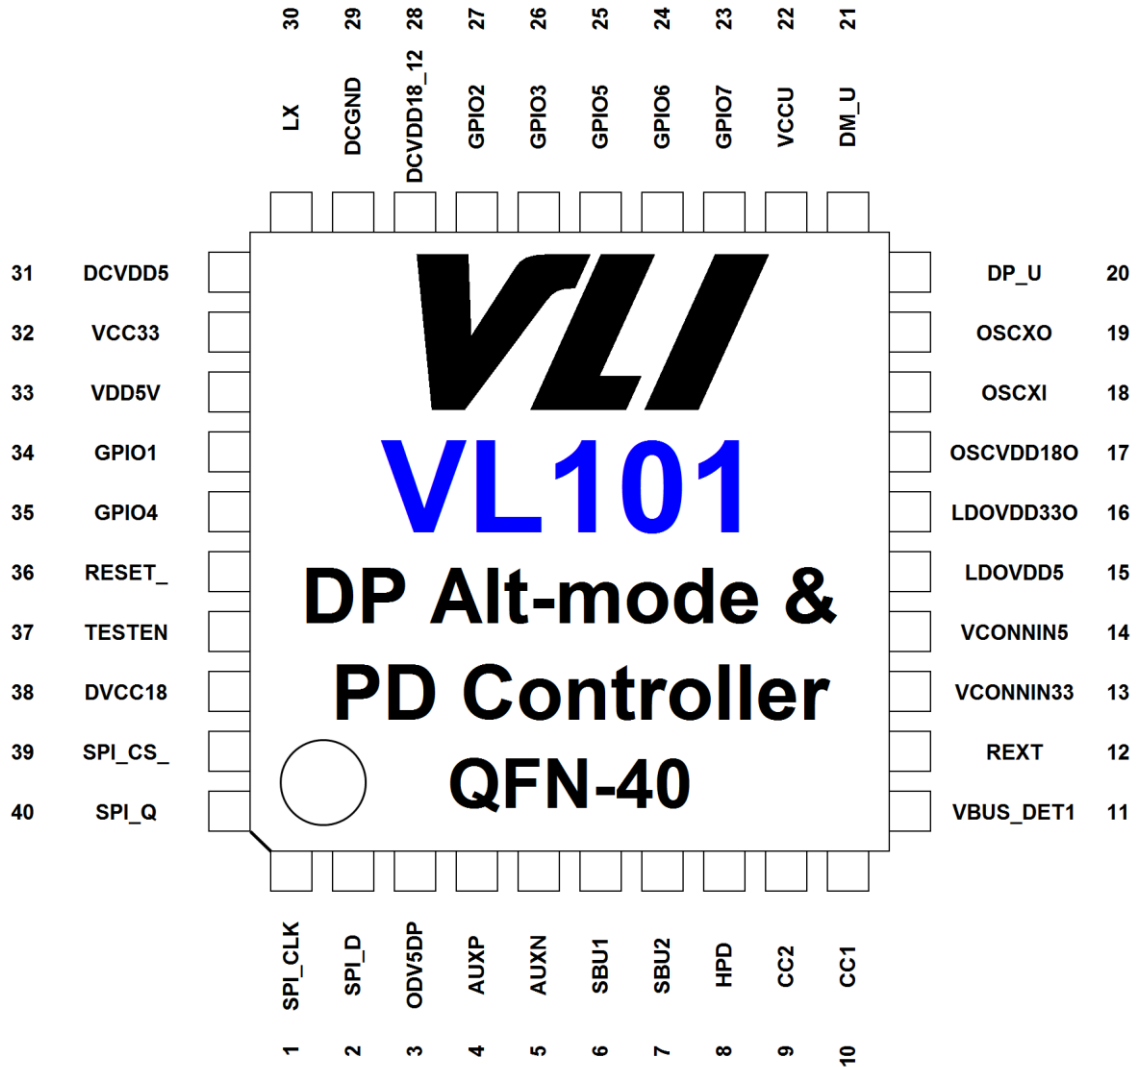 30 29 28 27 26 25 24 23 22 21
LX DCGND DCVDD18_12 GPIO2 GPIO3 GPIO5 GPIO6 GPIO7 VCCU DM_U
31 DCVDD5
32 VCC33
33 VDD5V
34 GPIO1
35 GPIO4
36 RESET_
37 TESTEN
38 DVCC18
39 SPI_CS_
40 SPI_Q
VLI
VL101
DP Alt-mode &
PD Controller
QFN-40
DP_U 20
OSCXO 19
OSCXI 18
OSCVDD18O 17
LDOVDD33O 16
LDOVDD5 15
VCONNIN5 14
VCONNIN33 13
REXT 12
VBUS_DET1 11
SPI_CLK SPI_D ODV5DP AUXP AUXN SBU1 SBU2 HPD CC2 CC1
1 2 3 4 5 6 7 8 9 10